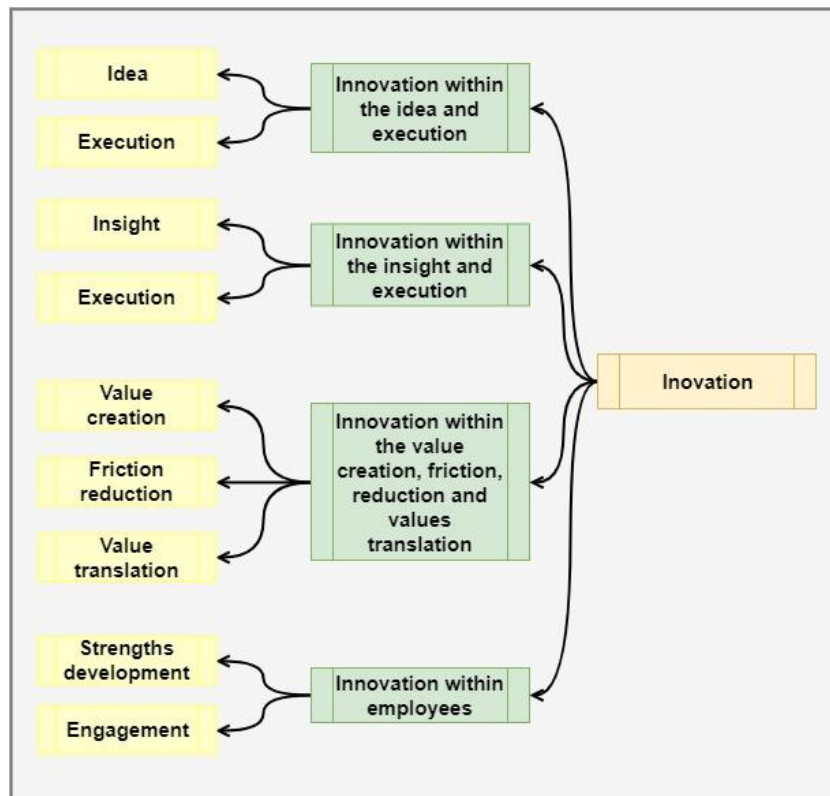 Idea
Execution
Innovation within
the idea and
execution
Insight
Execution
Innovation within
the insight and
execution
Inovation
Value
creation
Friction
reduction
Value
translation
Innovation within
the value
creation, friction,
reduction and
values
translation
Strengths
development
Engagement
Innovation within
employees